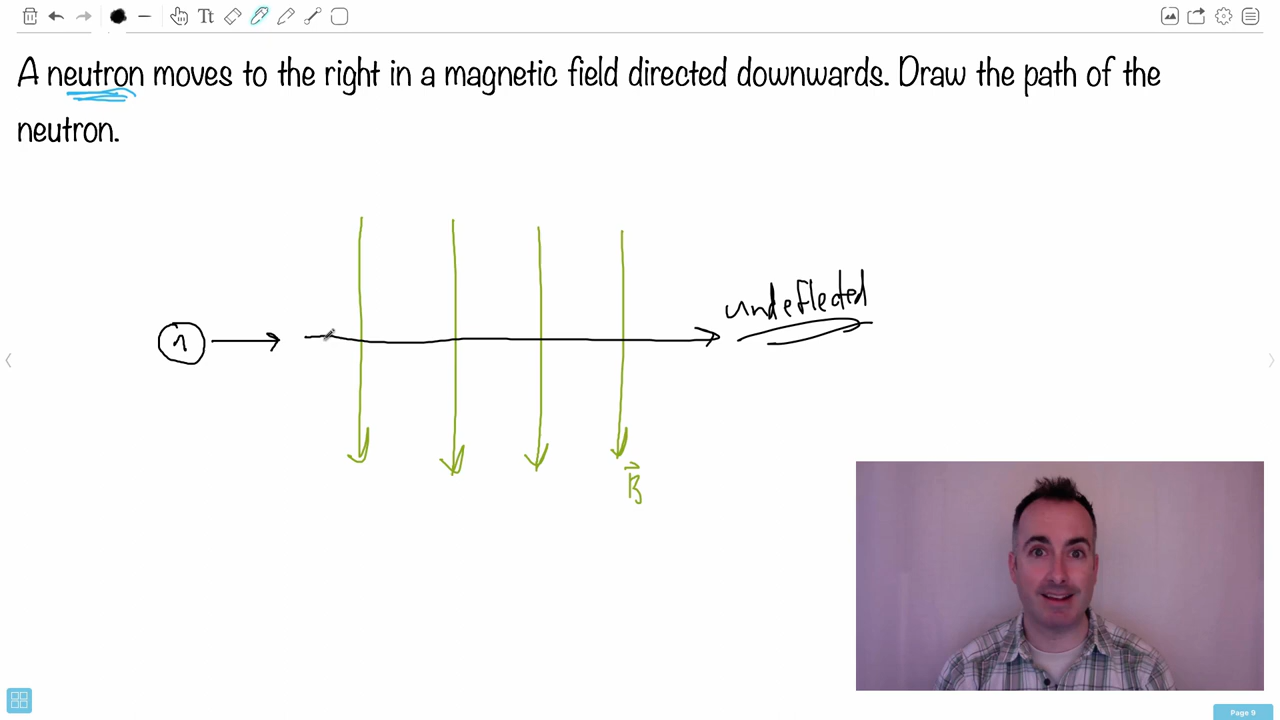 Tt
A neutron moves to the right in a magnetic field directed downwards. Draw the path of the
neutron.
undeflected
n
B
Page 9